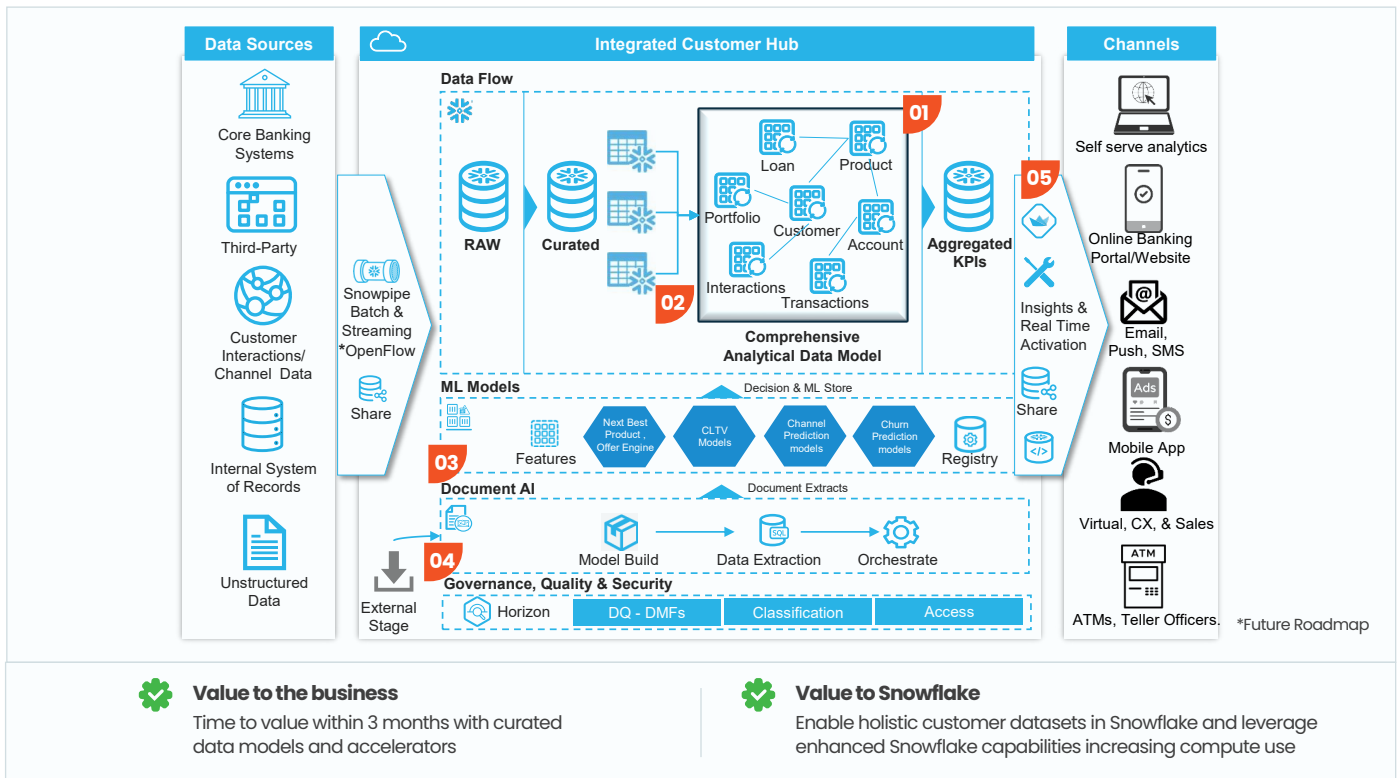 Data Sources
Core Banking
Systems
Third-Party
Customer
Interactions/
Channel Data
Internal System
of Records
Unstructured
Data
Snowpipe
Batch &
Streaming
*OpenFlow
Share
Integrated Customer Hub
Data Flow
RAW
Curated
02
01
Loan
Product
Portfolio
Customer
Account
Interactions
Transactions
Comprehensive
Analytical Data Model
Aggregated
KPIs
ML Models
Decision & ML Store
03
Features
Next Best
Product ,
Offer Engine
CLTV
Models
Channel
Prediction
models
Churn
Prediction
models
Registry
Document AI
Document Extracts
04
External
Stage
Model Build
SQL
Data Extraction
Orchestrate
Governance, Quality & Security
Horizon
DQ - DMFs
Classification
Access
05
Insights &
Real Time
Activation
Share
</>
Channels
Self serve analytics
Online Banking
Portal/Website
@
Email,
Push, SMS
Ads
$
Mobile App
Virtual, CX, & Sales
ATM
ATMs, Teller Officers.
*Future Roadmap
Value to the business
Time to value within 3 months with curated
data models and accelerators
Value to Snowflake
Enable holistic customer datasets in Snowflake and leverage
enhanced Snowflake capabilities increasing compute use